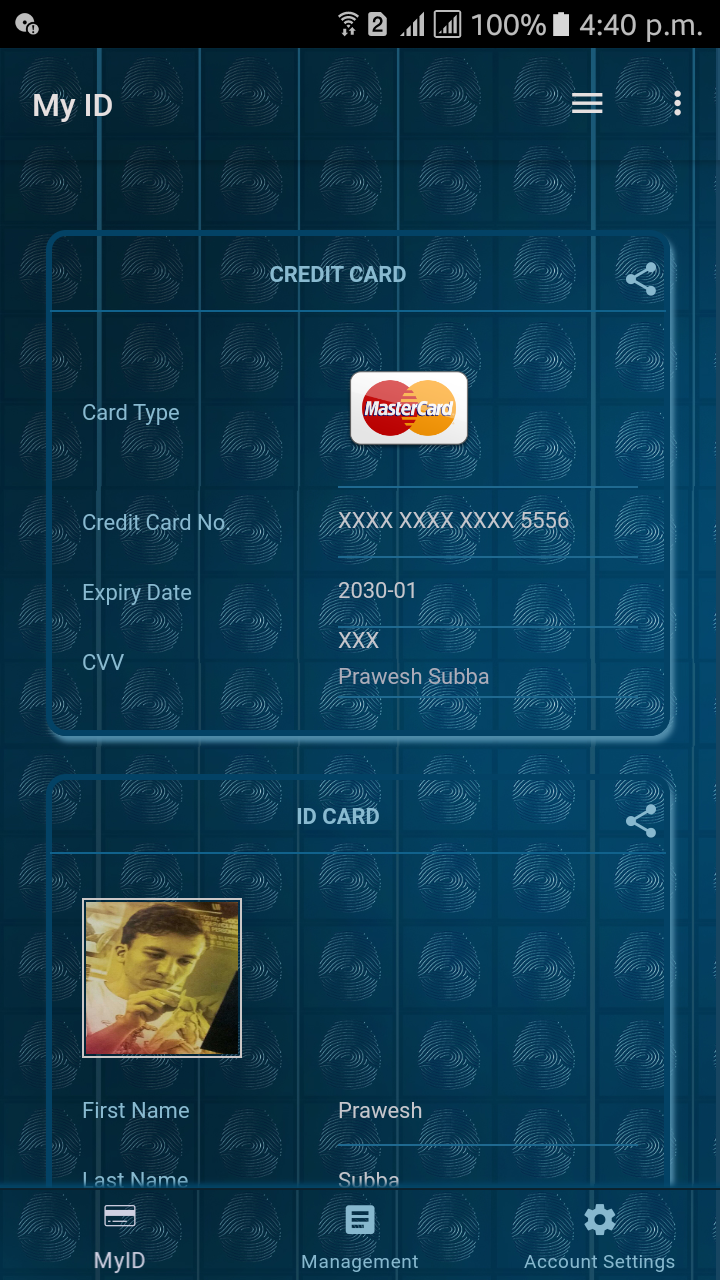 2 100% 4:40 p.m.
My ID
CREDIT CARD
Card Type
MasterCard
Credit Card No. XXXX XXXX XXXX 5556
Expiry Date 2030-01
CVV XXX
Prawesh Subba
ID CARD
First Name Prawesh
Last Name Subba
MyID Management Account Settings